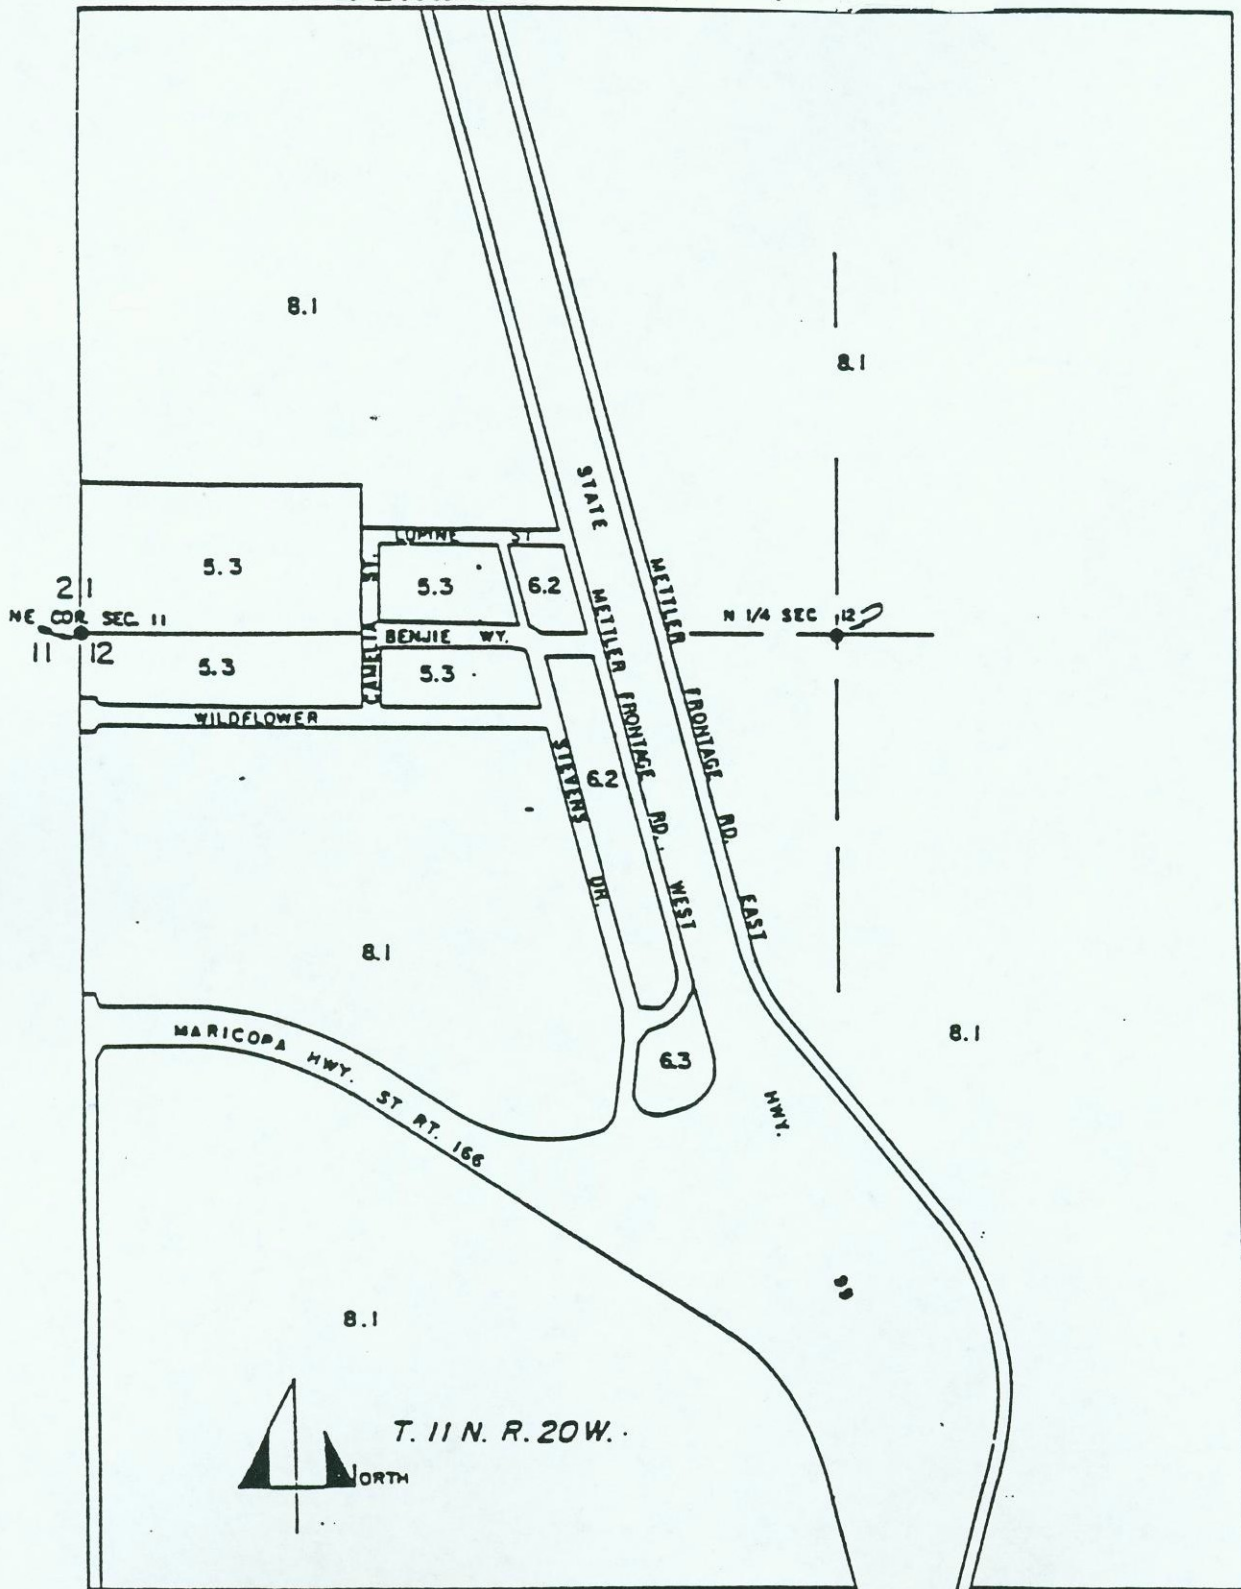 8.1
8.1
STATE
LUPINE ST
5.3
ST.
5.3
6.2
2 1
NE COR SEC. 11
METTLER FRONTAGE RD. WEST
METTLER FRONTAGE RD. EAST
N 1/4 SEC 12
BENJIE WY.
11 12
5.3
CAMELIA
5.3
WILDFLOWER
STEVENS DR.
6.2
8.1
MARICOPA HWY. ST RT. 166
8.1
6.3
HWY.
99
8.1
T. 11 N. R. 20 W.
NORTH